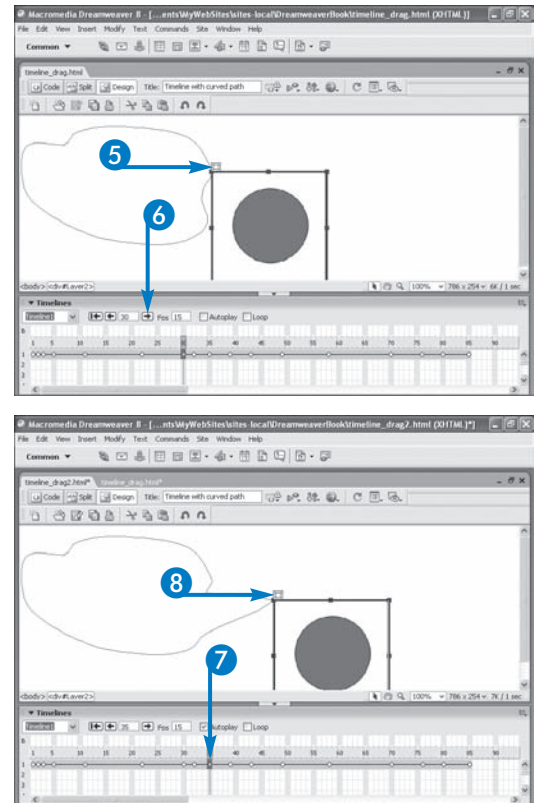 Macromedia Dreamweaver 8 - [...ents\MyWebSites\sites-local\DreamweaverBook\timeline_drag.html (XHTML)]
File Edit View Insert Modify Text Commands Site Window Help
Common
timeline_drag.html
Code Split Design Title: Timeline with curved path
5
6
<body> <div#Layer2> 100% 786 x 254 6K / 1 sec
Timelines
Timeline1 30 Fps 15 Autoplay Loop
B
1 5 10 15 20 25 30 35 40 45 50 55 60 65 70 75 80 85 90
1
2
3
Macromedia Dreamweaver 8 - [...nts\MyWebSites\sites-local\DreamweaverBook\timeline_drag2.html (XHTML)*]
File Edit View Insert Modify Text Commands Site Window Help
Common
timeline_drag2.html* timeline_drag.html*
Code Split Design Title: Timeline with curved path
8
7
<body> <div#Layer2> 100% 786 x 254 7K / 1 sec
Timelines
Timeline1 35 Fps 15 Autoplay Loop
B
1 5 10 15 20 25 30 35 40 45 50 55 60 65 70 75 80 85 90
1
2
3